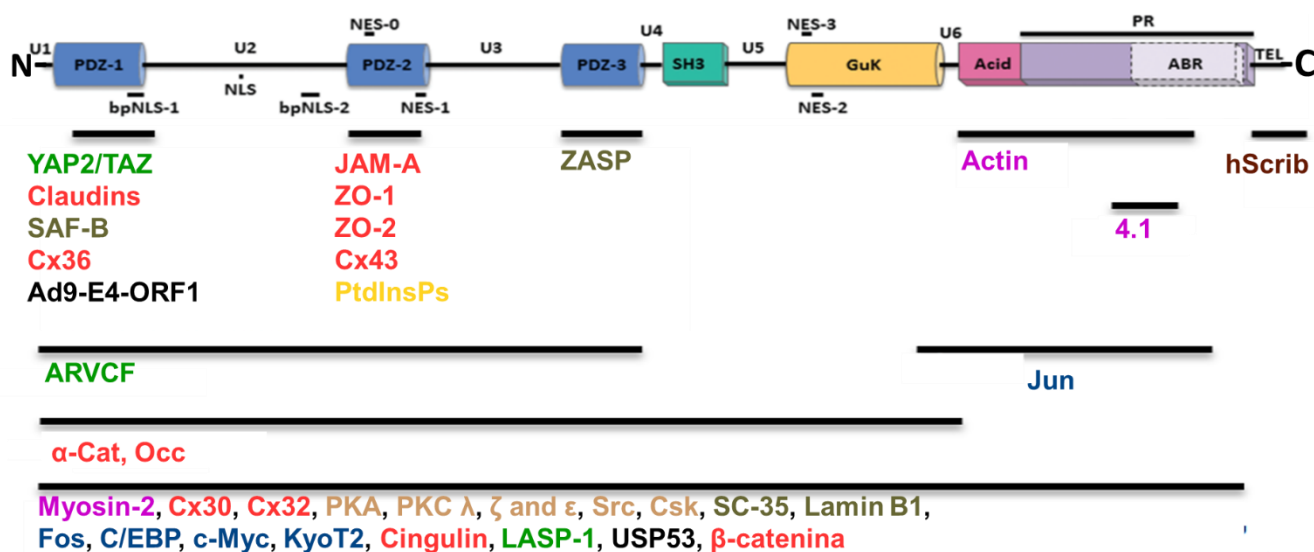 NES-0 NES-3 PR
U1 U2 U3 U4 U5 U6
N PDZ-1 PDZ-2 PDZ-3 SH3 GuK Acid ABR TEL C
NLS
bpNLS-1 bpNLS-2 NES-1 NES-2
YAP2/TAZ JAM-A ZASP Actin hScrib
Claudins ZO-1
SAF-B ZO-2 4.1
Cx36 Cx43
Ad9-E4-ORF1 PtdInsPs
ARVCF Jun
α-Cat, Occ
Myosin-2, Cx30, Cx32, PKA, PKC λ, ζ and ε, Src, Csk, SC-35, Lamin B1,
Fos, C/EBP, c-Myc, KyoT2, Cingulin, LASP-1, USP53, β-catenina